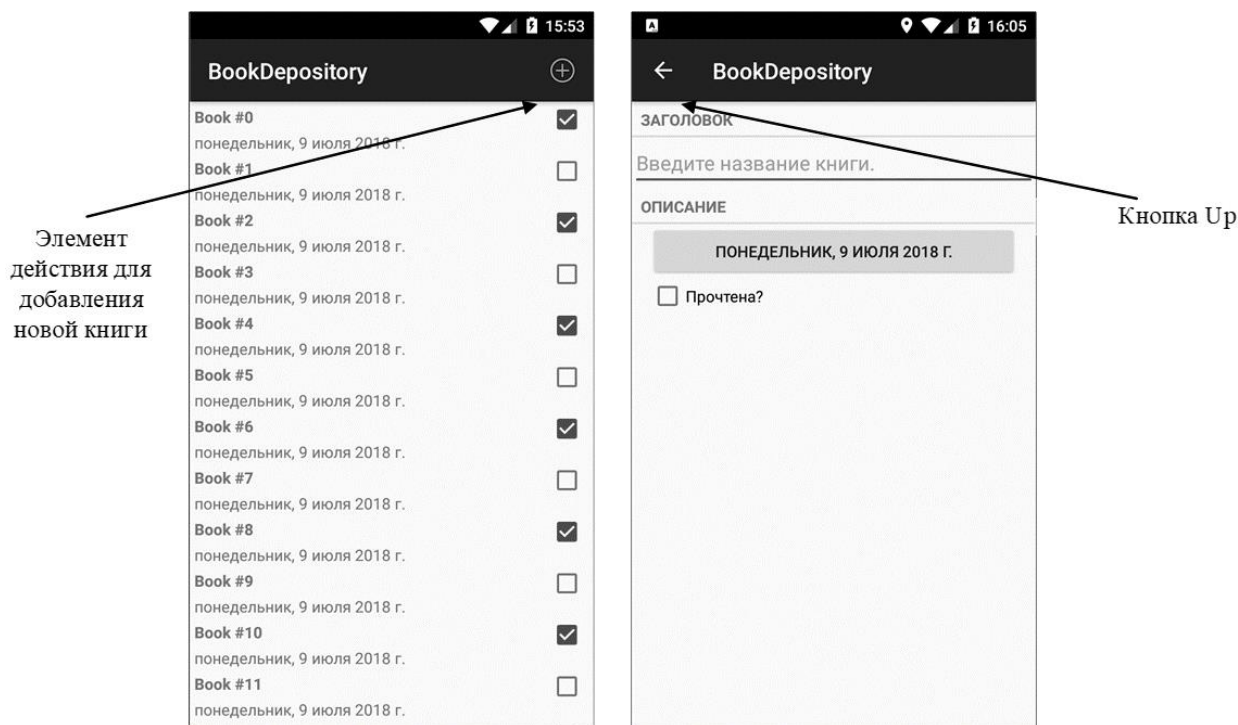 15:53
BookDepository
Book #0
понедельник, 9 июля 2018 г.
Book #1
понедельник, 9 июля 2018 г.
Book #2
понедельник, 9 июля 2018 г.
Book #3
понедельник, 9 июля 2018 г.
Book #4
понедельник, 9 июля 2018 г.
Book #5
понедельник, 9 июля 2018 г.
Book #6
понедельник, 9 июля 2018 г.
Book #7
понедельник, 9 июля 2018 г.
Book #8
понедельник, 9 июля 2018 г.
Book #9
понедельник, 9 июля 2018 г.
Book #10
понедельник, 9 июля 2018 г.
Book #11
понедельник, 9 июля 2018 г.
Элемент
действия для
добавления
новой книги
A
16:05
BookDepository
ЗАГОЛОВОК
Введите название книги.
ОПИСАНИЕ
ПОНЕДЕЛЬНИК, 9 ИЮЛЯ 2018 Г.
Прочтена?
Кнопка Up